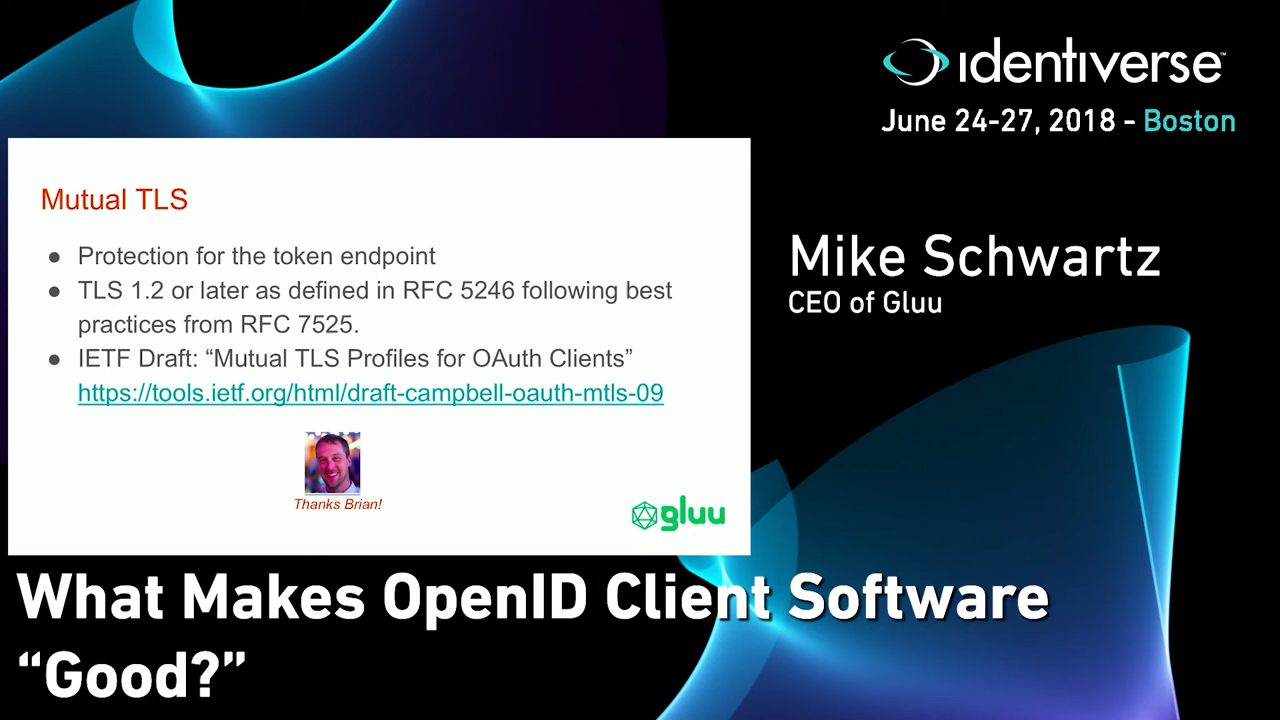 identiverse™
June 24-27, 2018 - Boston
Mutual TLS
● Protection for the token endpoint
● TLS 1.2 or later as defined in RFC 5246 following best
practices from RFC 7525.
● IETF Draft: “Mutual TLS Profiles for OAuth Clients”
https://tools.ietf.org/html/draft-campbell-oauth-mtls-09
Thanks Brian!
gluu
Mike Schwartz
CEO of Gluu
What Makes OpenID Client Software
“Good?”